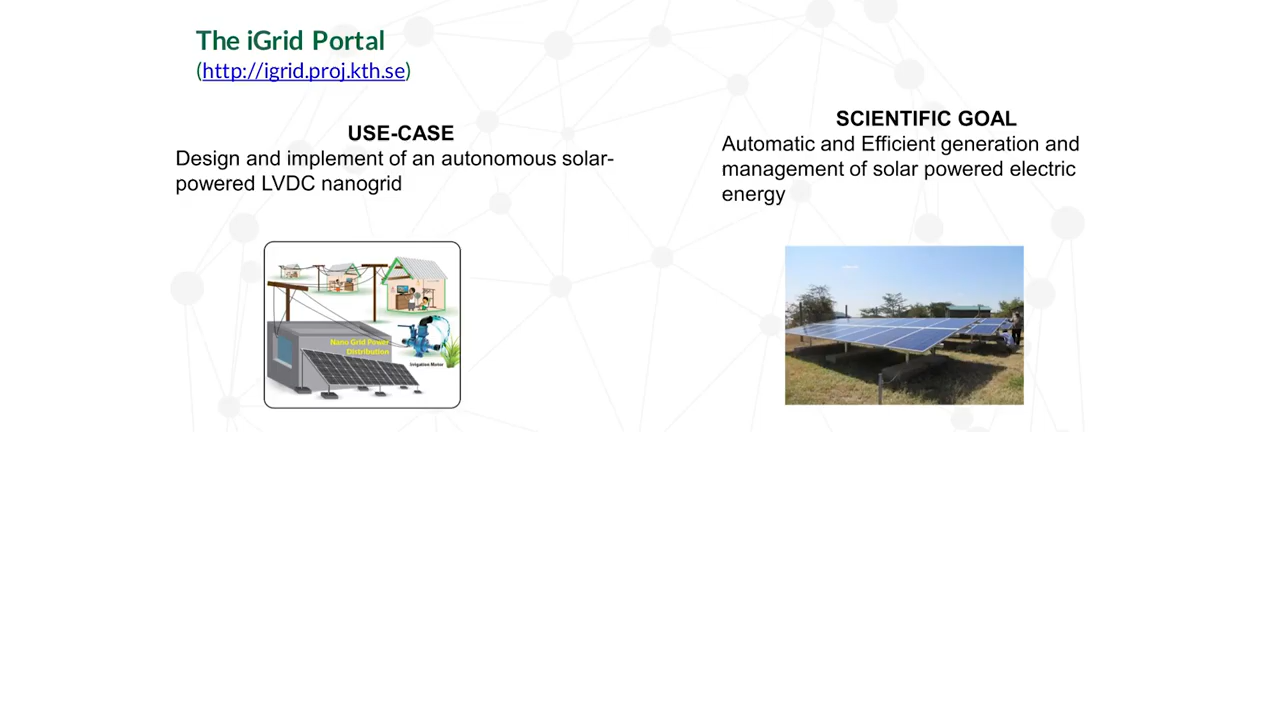 The iGrid Portal
(http://igrid.proj.kth.se)
USE-CASE
Design and implement of an autonomous solar-
powered LVDC nanogrid
SCIENTIFIC GOAL
Automatic and Efficient generation and
management of solar powered electric
energy
Nano Grid Power
Distribution
Irrigation Motor